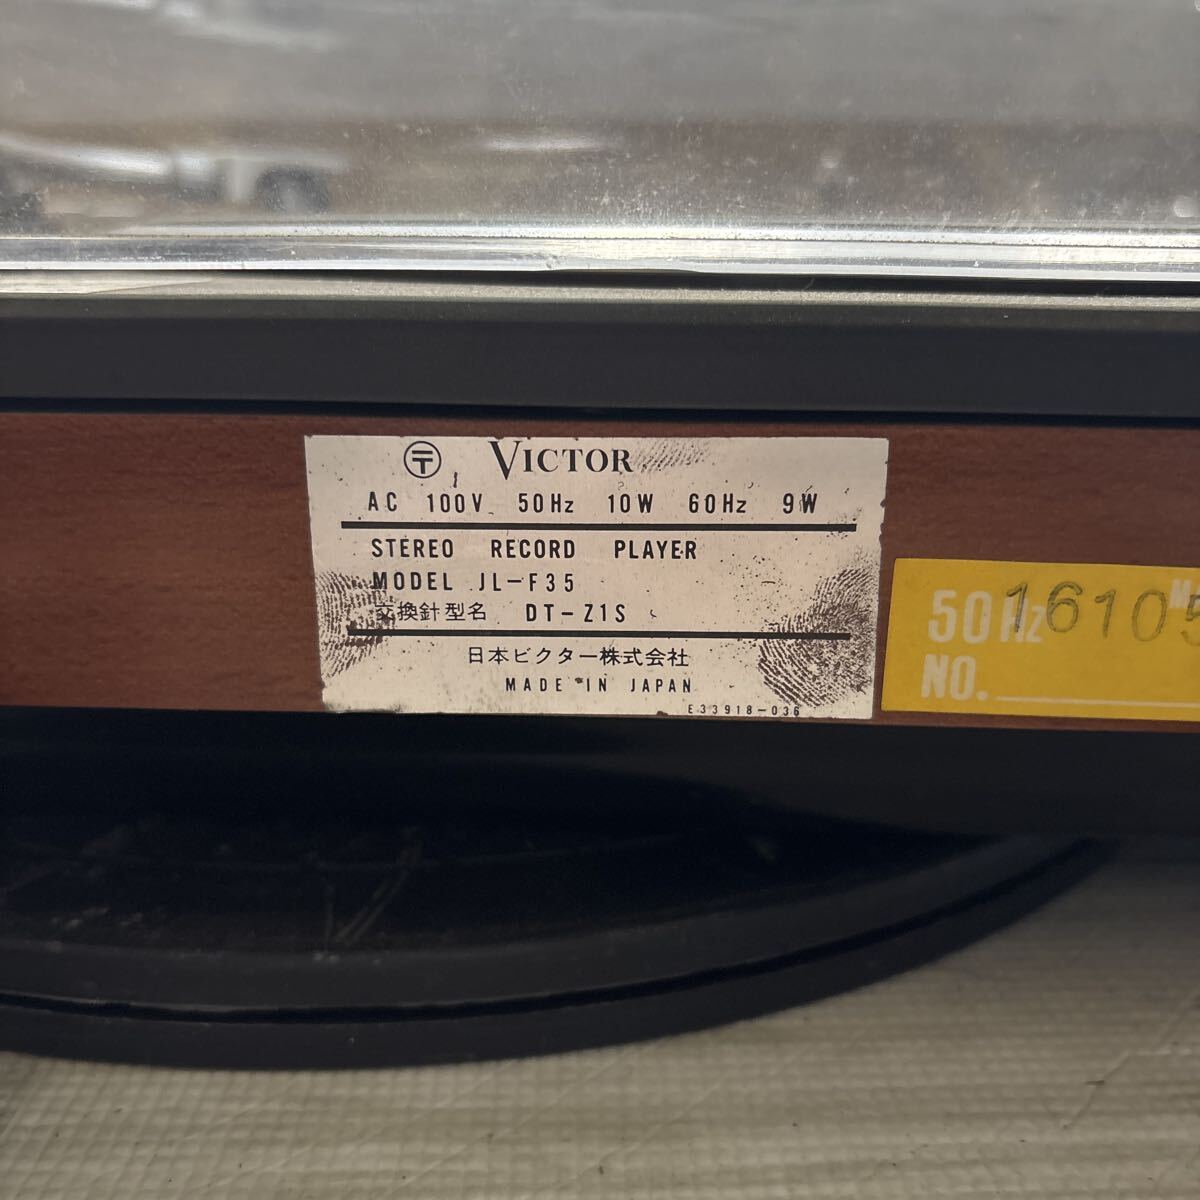 〒 VICTOR
AC 100V 50Hz 10W 60Hz 9W
STEREO RECORD PLAYER
MODEL JL-F35
交換針型名 DT-Z1S
日本ビクター株式会社
MADE IN JAPAN
E33918-036
50Hz
NO.
16105